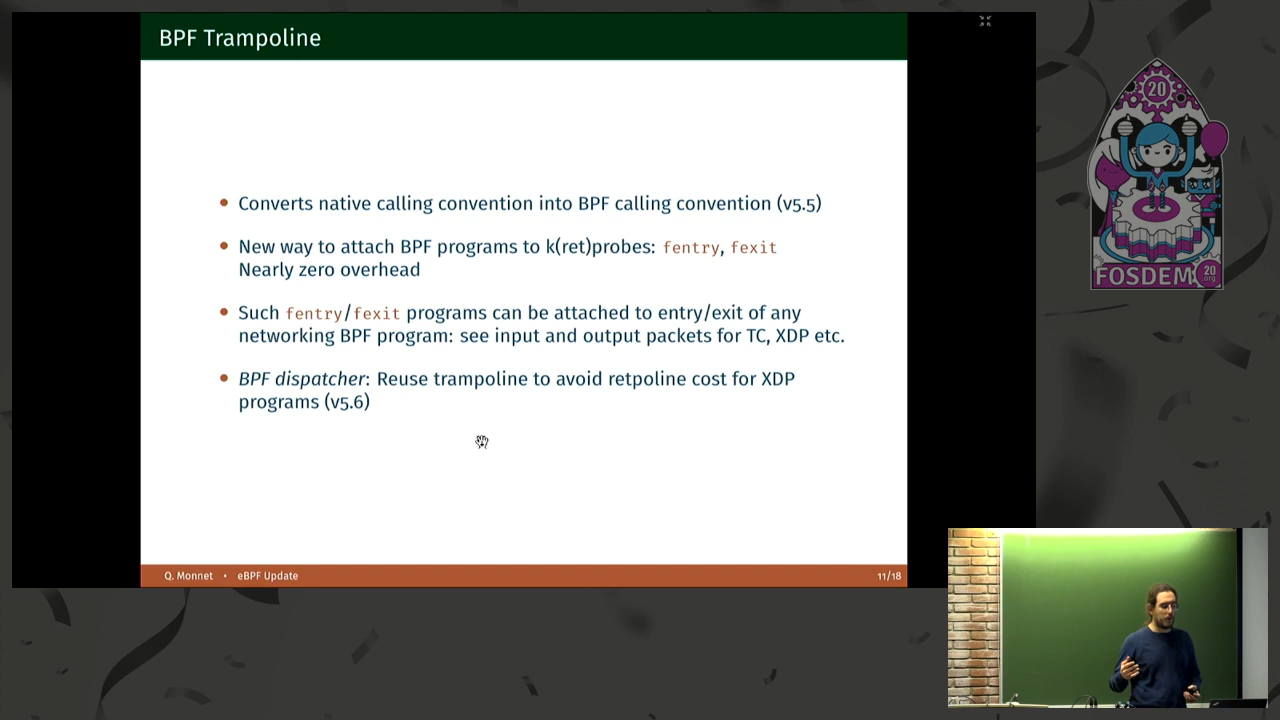 BPF Trampoline
Converts native calling convention into BPF calling convention (v5.5)
New way to attach BPF programs to k(ret)probes: fentry, fexit
Nearly zero overhead
Such fentry/fexit programs can be attached to entry/exit of any
networking BPF program: see input and output packets for TC, XDP etc.
BPF dispatcher: Reuse trampoline to avoid retpoline cost for XDP
programs (v5.6)
Q. Monnet • eBPF Update
11/18
20
FOSDEM
20
.org